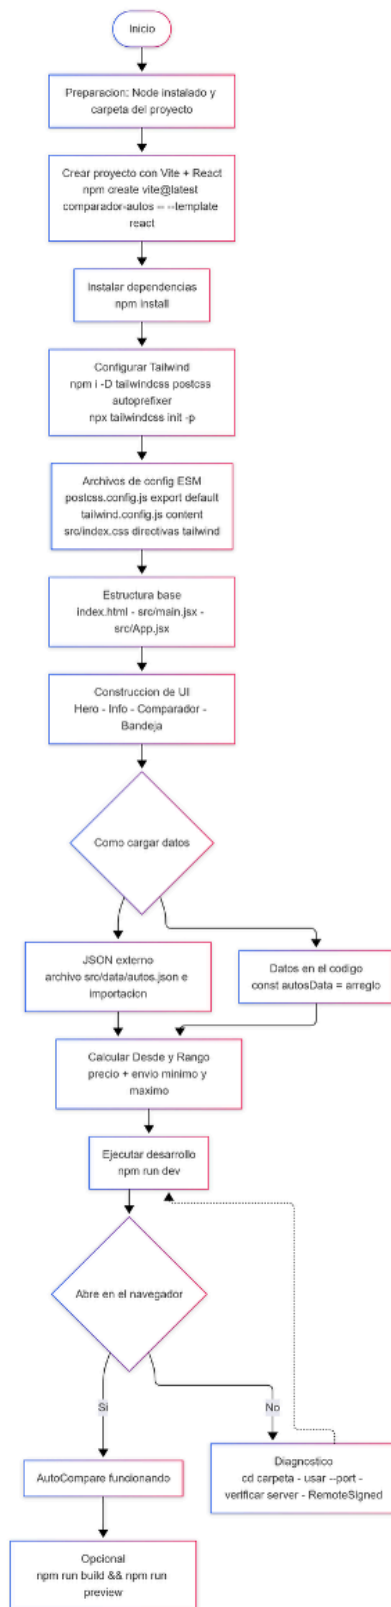 Inicio
Preparacion: Node instalado y
carpeta del proyecto
Crear proyecto con Vite + React
npm create vite@latest
comparador-autos -- --template
react
Instalar dependencias
npm install
Configurar Tailwind
npm i -D tailwindcss postcss
autoprefixer
npx tailwindcss init -p
Archivos de config ESM
postcss.config.js export default
tailwind.config.js content
src/index.css directivas tailwind
Estructura base
index.html - src/main.jsx -
src/App.jsx
Construccion de UI
Hero - Info - Comparador -
Bandeja
Como cargar datos
JSON externo
archivo src/data/autos.json e
importacion
Datos en el codigo
const autosData = arreglo
Calcular Desde y Rango
precio + envio minimo y
maximo
Ejecutar desarrollo
npm run dev
Abre en el navegador
Si
No
AutoCompare funcionando
Diagnostico
cd carpeta - usar --port -
verificar server - RemoteSigned
Opcional
npm run build && npm run
preview